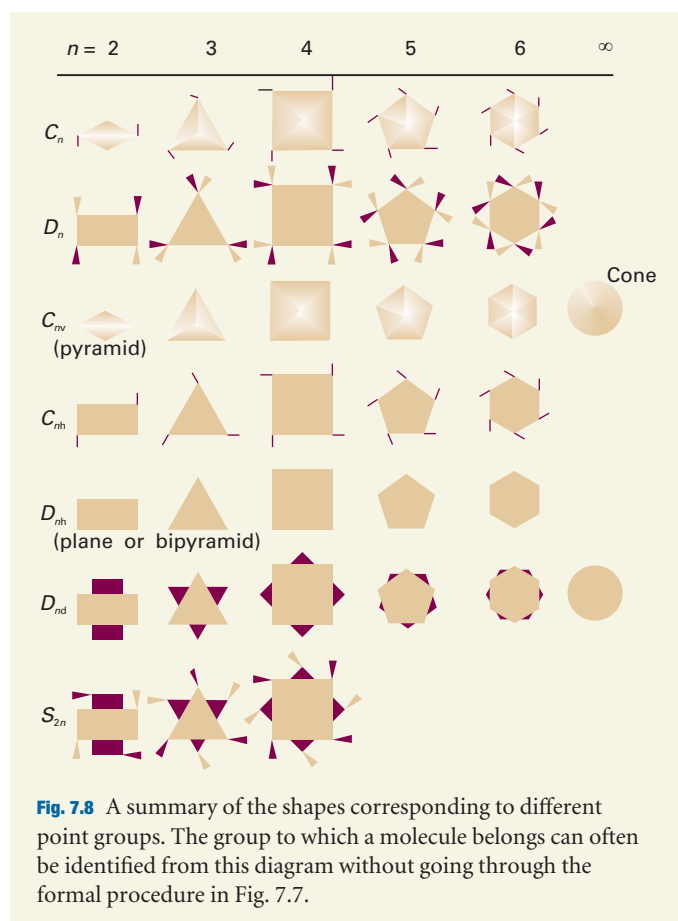 n = 2 3 4 5 6 ∞
Cn
Dn
Cone
Cnv
(pyramid)
Cnh
Dnh
(plane or bipyramid)
Dnd
S2n
Fig. 7.8 A summary of the shapes corresponding to different
point groups. The group to which a molecule belongs can often
be identified from this diagram without going through the
formal procedure in Fig. 7.7.